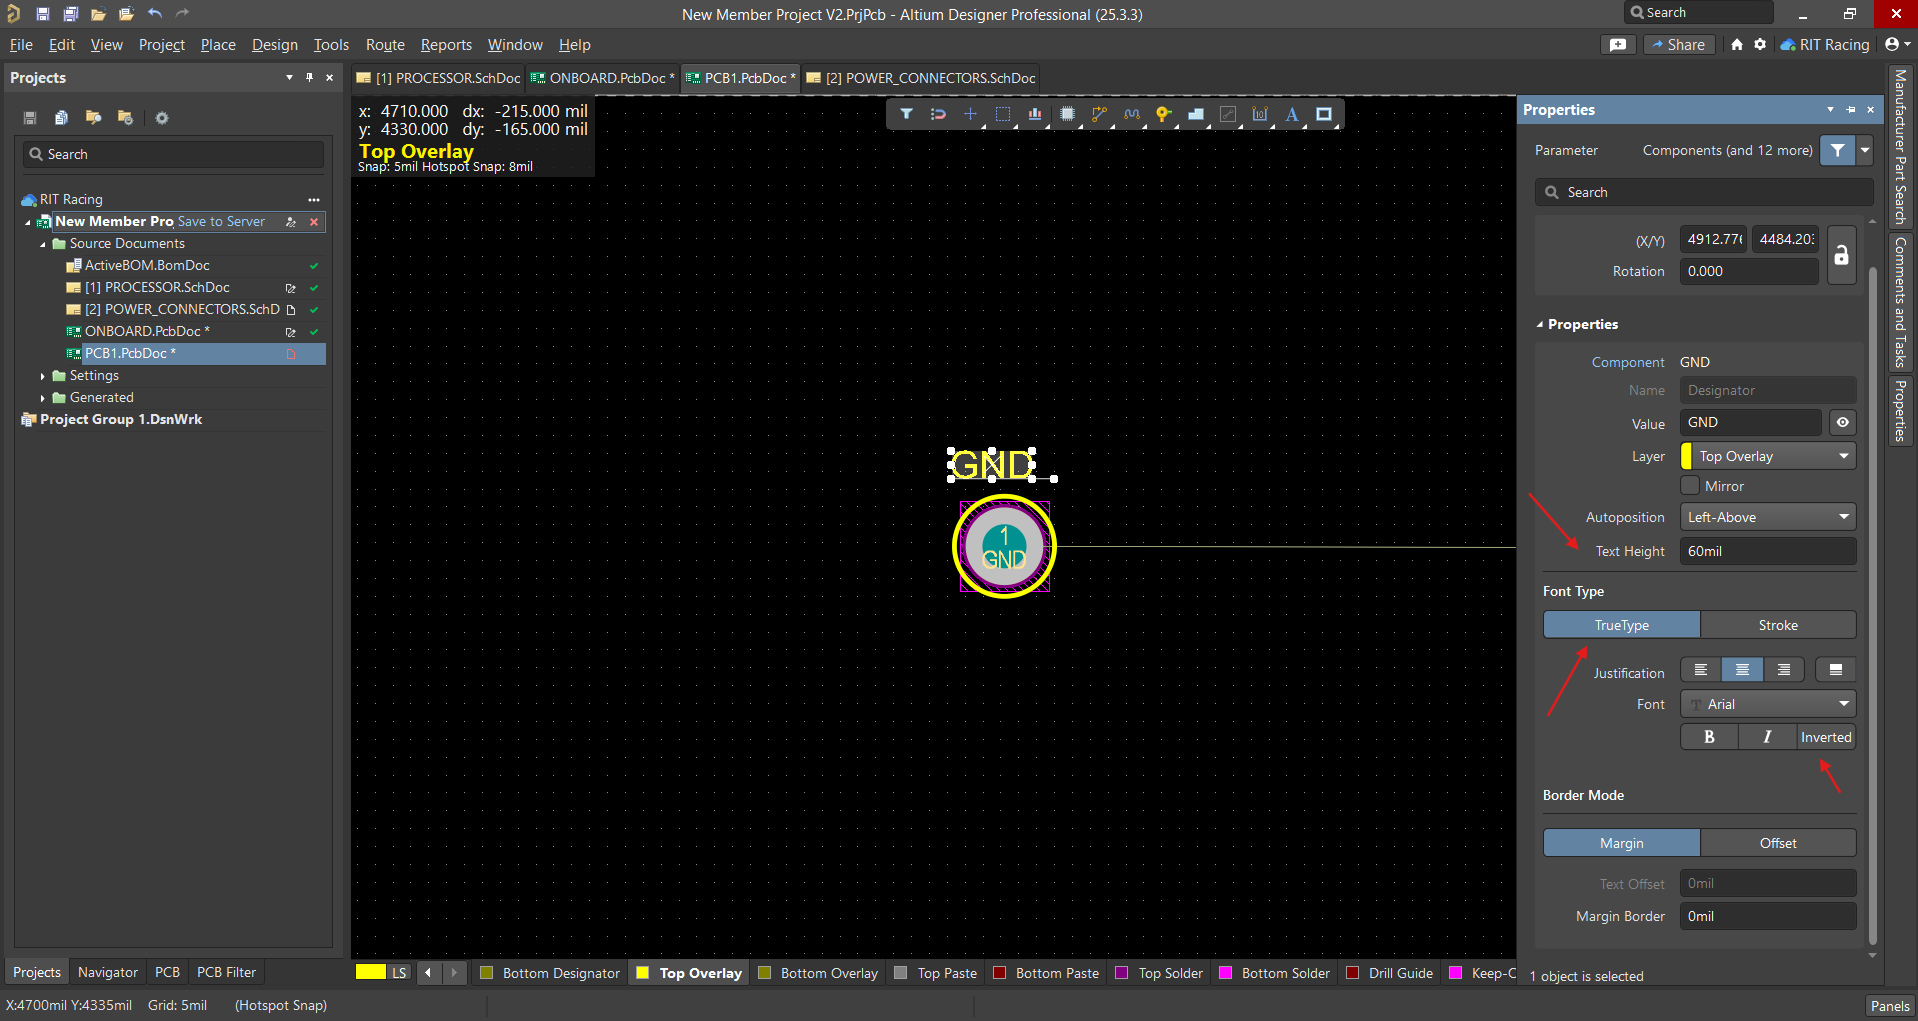 New Member Project V2.PrjPcb - Altium Designer Professional (25.3.3)
Search
File Edit View Project Place Design Tools Route Reports Window Help
Share
RIT Racing
Projects
[1] PROCESSOR.SchDoc
ONBOARD.PcbDoc *
PCB1.PcbDoc *
[2] POWER_CONNECTORS.SchDoc
Search
RIT Racing
New Member Pro Save to Server
Source Documents
ActiveBOM.BomDoc
[1] PROCESSOR.SchDoc
[2] POWER_CONNECTORS.SchD
ONBOARD.PcbDoc *
PCB1.PcbDoc *
Settings
Generated
Project Group 1.DsnWrk
x: 4710.000 dx: -215.000 mil
y: 4330.000 dy: -165.000 mil
Top Overlay
Snap: 5mil Hotspot Snap: 8mil
GND
1
GND
Properties
Parameter Components (and 12 more)
Search
(X/Y) 4912.776 4484.203
Rotation 0.000
Properties
Component GND
Name Designator
Value GND
Layer Top Overlay
Mirror
Autoposition Left-Above
Text Height 60mil
Font Type
TrueType Stroke
Justification
Font Arial
B I Inverted
Border Mode
Margin Offset
Text Offset 0mil
Margin Border 0mil
1 object is selected
Manufacturer Part Search
Comments and Tasks
Properties
Projects Navigator PCB PCB Filter
LS Bottom Designator Top Overlay Bottom Overlay Top Paste Bottom Paste Top Solder Bottom Solder Drill Guide Keep-O
X:4700mil Y:4335mil Grid: 5mil (Hotspot Snap)
Panels